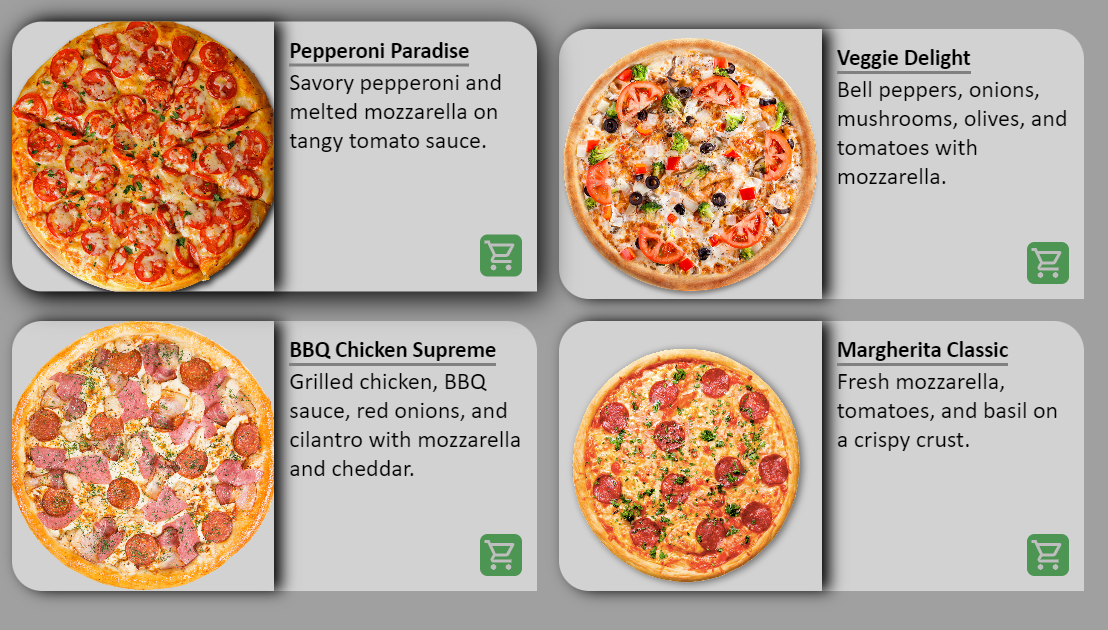 Pepperoni Paradise
Savory pepperoni and
melted mozzarella on
tangy tomato sauce.
Veggie Delight
Bell peppers, onions,
mushrooms, olives, and
tomatoes with
mozzarella.
BBQ Chicken Supreme
Grilled chicken, BBQ
sauce, red onions, and
cilantro with mozzarella
and cheddar.
Margherita Classic
Fresh mozzarella,
tomatoes, and basil on
a crispy crust.